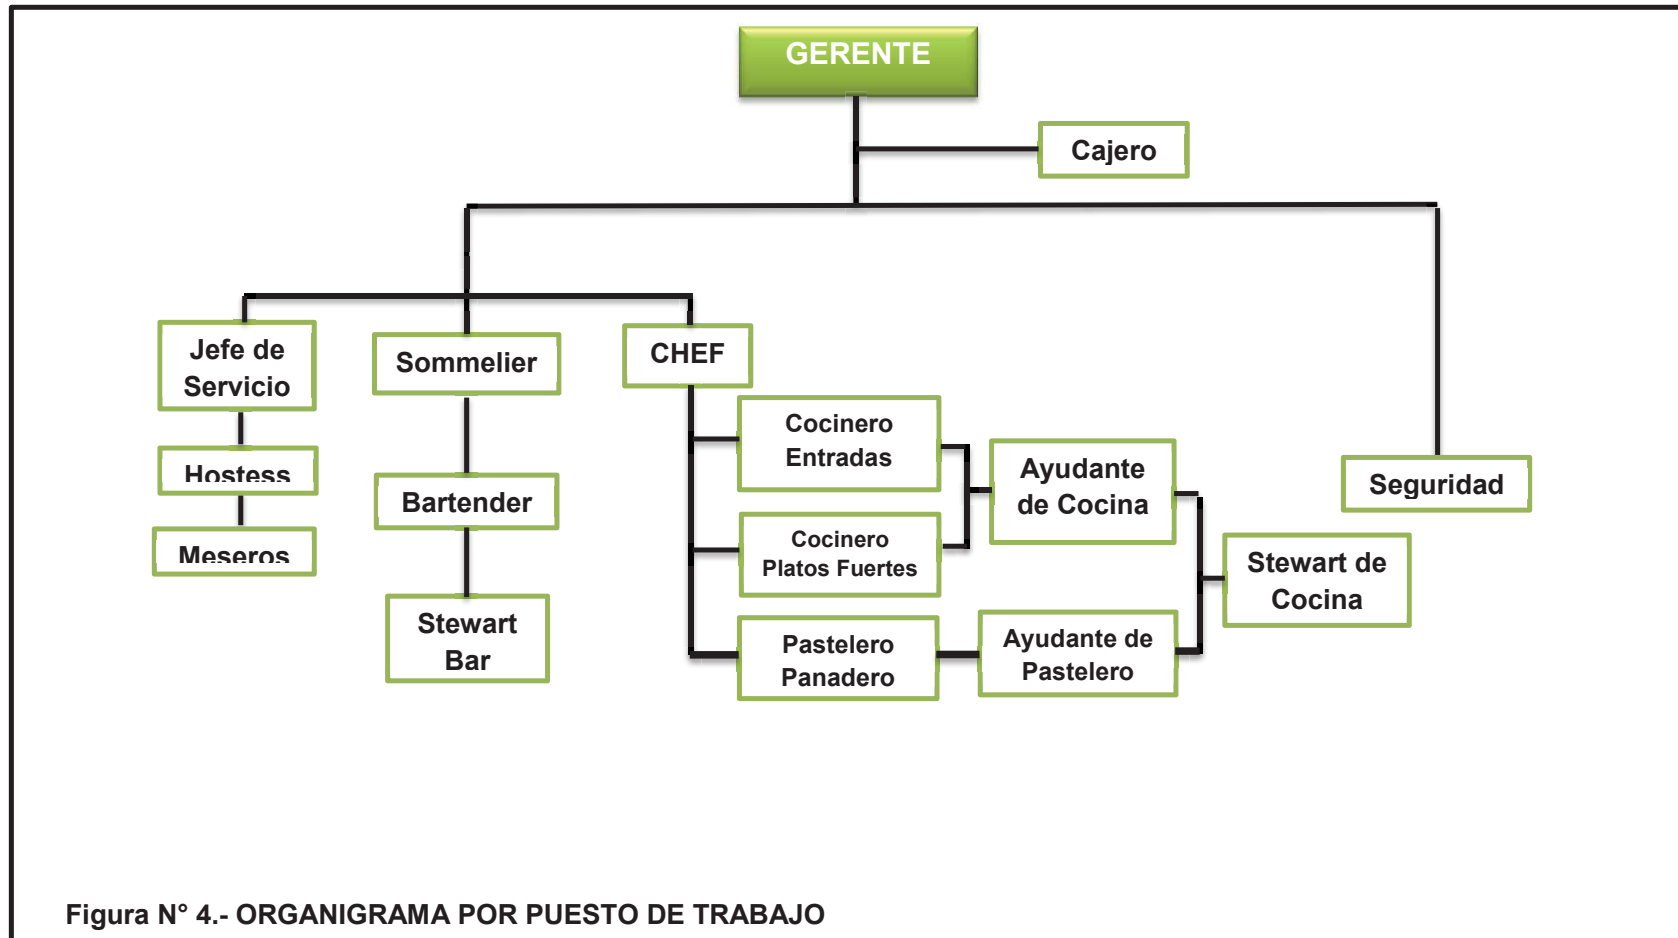 GERENTE
Cajero
Jefe de
Servicio
Sommelier
CHEF
Hostess
Bartender
Meseros
Stewart
Bar
Cocinero
Entradas
Cocinero
Platos Fuertes
Pastelero
Panadero
Ayudante
de Cocina
Ayudante de
Pastelero
Stewart de
Cocina
Seguridad
Figura N° 4.- ORGANIGRAMA POR PUESTO DE TRABAJO